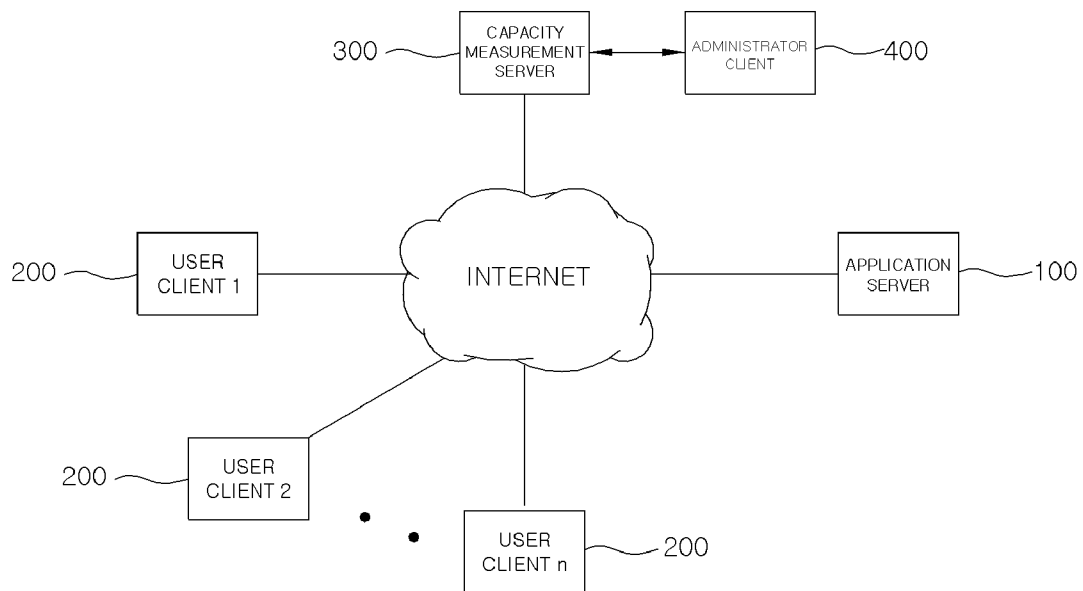 300
CAPACITY
MEASUREMENT
SERVER
ADMINISTRATOR
CLIENT
400
200
USER
CLIENT 1
INTERNET
APPLICATION
SERVER
100
200
USER
CLIENT 2
USER
CLIENT n
200